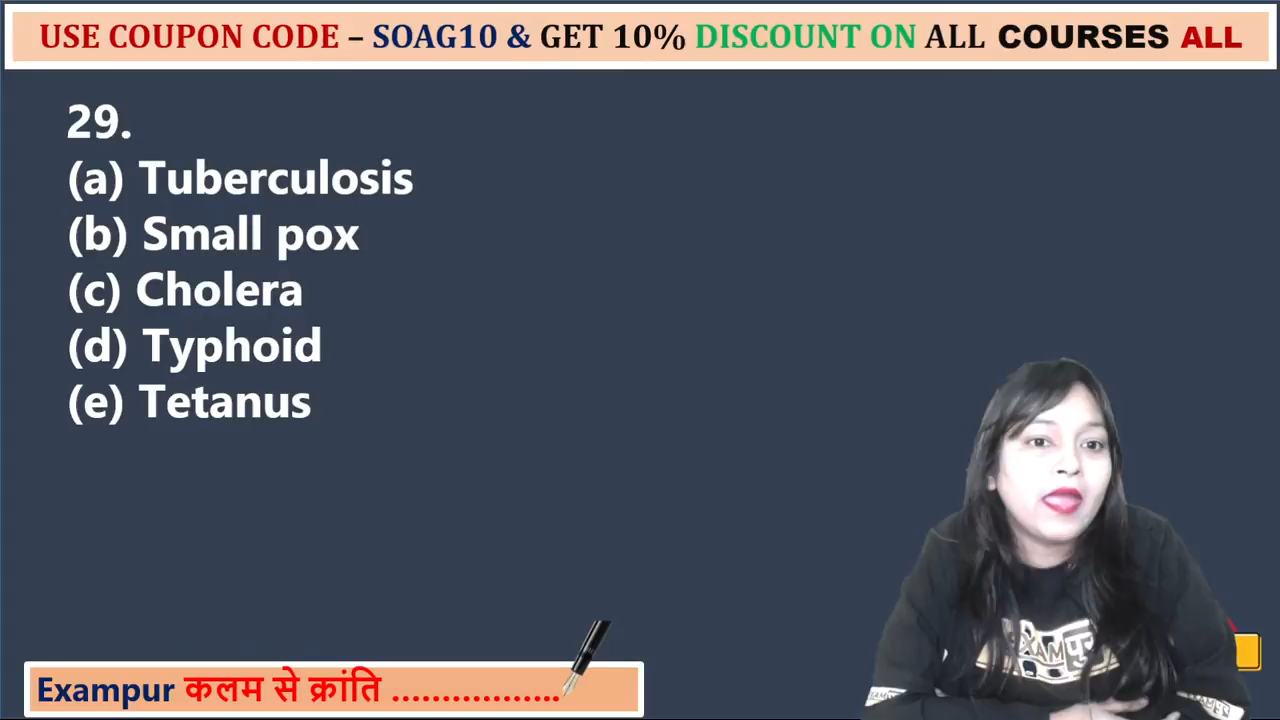 USE COUPON CODE – SOAG10 & GET 10% DISCOUNT ON ALL COURSES ALL
29.
(a) Tuberculosis
(b) Small pox
(c) Cholera
(d) Typhoid
(e) Tetanus
Exampur कलम से क्रांति .................